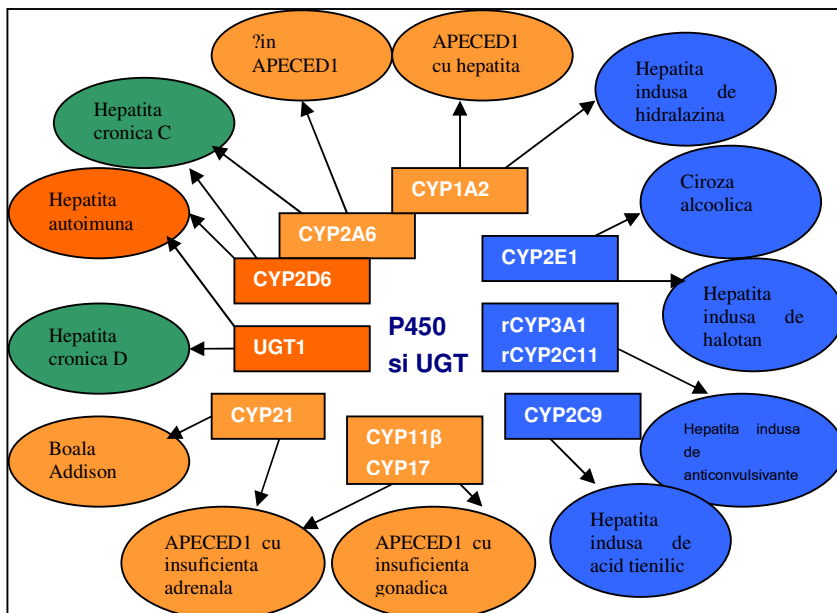 ?in
APECED1
APECED1
cu hepatita
Hepatita
indusa de
hidralazina
Hepatita
cronica C
CYP1A2
Ciroza
alcoolica
Hepatita
autoimuna
CYP2A6
CYP2E1
CYP2D6
Hepatita
indusa de
halotan
P450
si UGT
rCYP3A1
rCYP2C11
Hepatita
cronica D
UGT1
CYP21
CYP11β
CYP17
CYP2C9
Boala
Addison
Hepatita indusa
de
anticonvulsivante
APECED1 cu
insuficienta
adrenala
APECED1 cu
insuficienta
gonadica
Hepatita
indusa de
acid tienilic